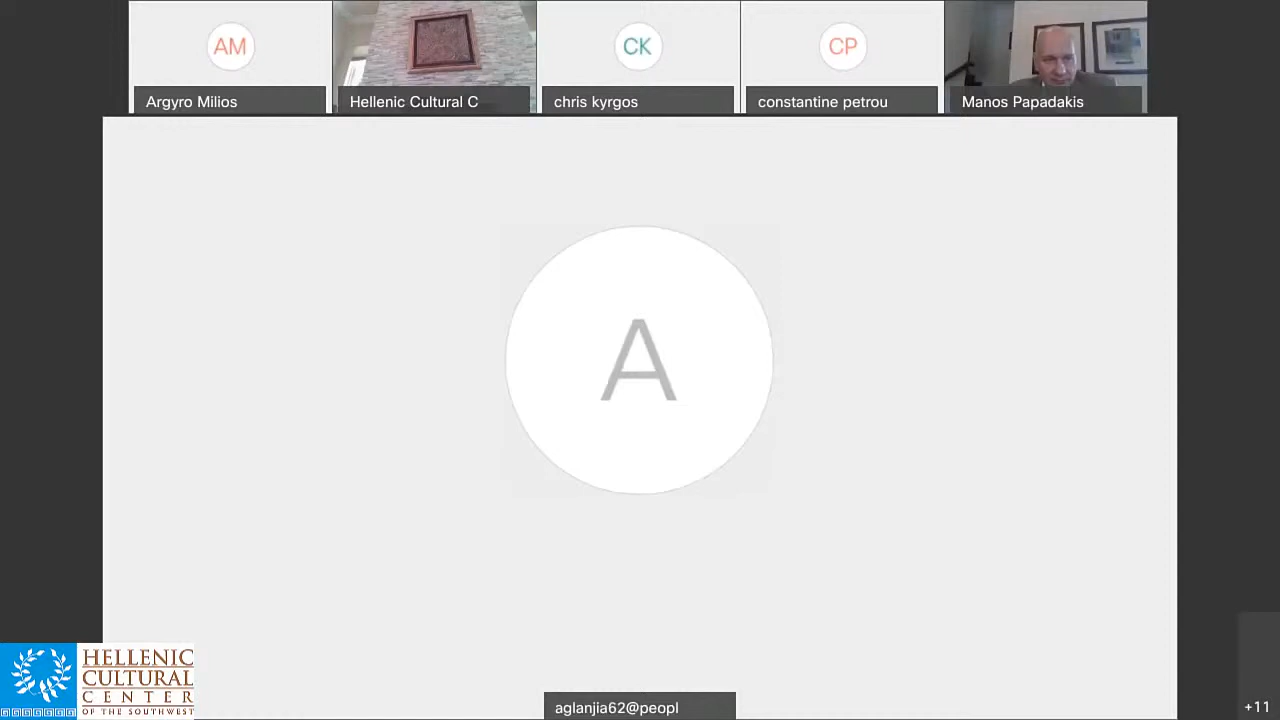 AM
CK
CP
Argyro Milios
Hellenic Cultural C
chris kyrgos
constantine petrou
Manos Papadakis
A
HELLENIC
CULTURAL
CENTER
OF THE SOUTHWEST
aglanjia62@peopl
+11